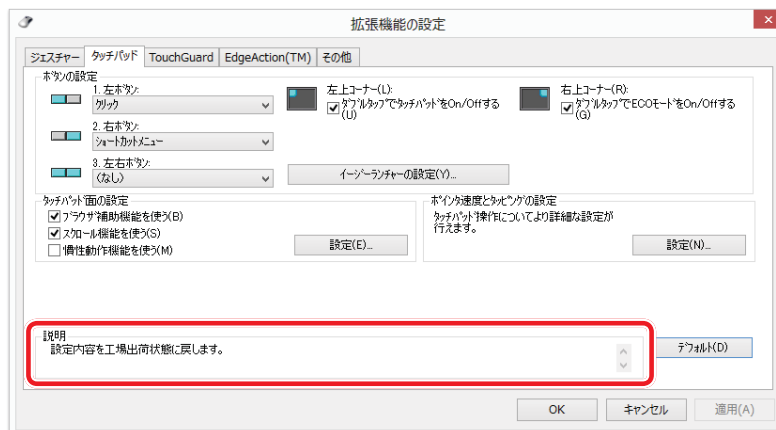 拡張機能の設定
ジェスチャー タッチパッド TouchGuard EdgeAction(TM) その他
ボタンの設定
1. 左ボタン:
クリック
左上コーナー(L):
ダブルタップでタッチパッドをOn/Offする
(U)
右上コーナー(R):
ダブルタップでECOモードをOn/Offする
(G)
2. 右ボタン:
ショートカットメニュー
3. 左右ボタン:
(なし)
イージーランチャーの設定(Y)...
タッチパッド面の設定
ブラウザ補助機能を使う(B)
スクロール機能を使う(S)
慣性動作機能を使う(M)
設定(E)...
ポインタ速度とタッピングの設定
タッチパッド操作についてより詳細な設定が
行えます。
設定(N)...
説明
設定内容を工場出荷状態に戻します。
デフォルト(D)
OK キャンセル 適用(A)